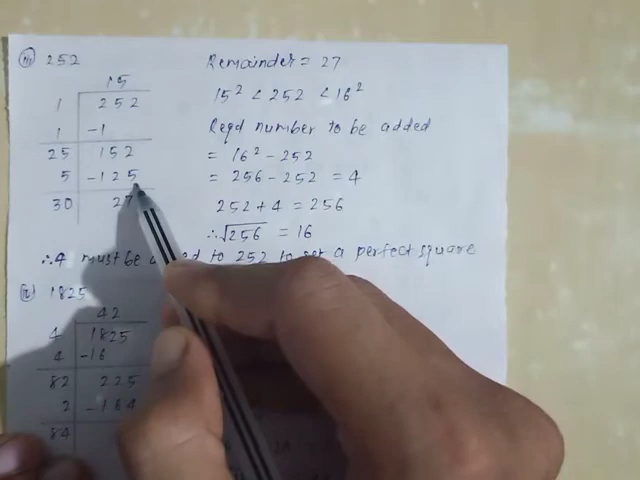 (iii) 252
15
1 252
1 -1
25 152
5 -125
30 27
Remainder = 27
15² < 252 < 16²
Reqd number to be added
= 16² - 252
= 256 - 252 = 4
252 + 4 = 256
∴ √256 = 16
∴ 4 must be to 252 to get a perfect square
(iv) 1825
42
4 1825
4 -16
82 225
2 -164
84